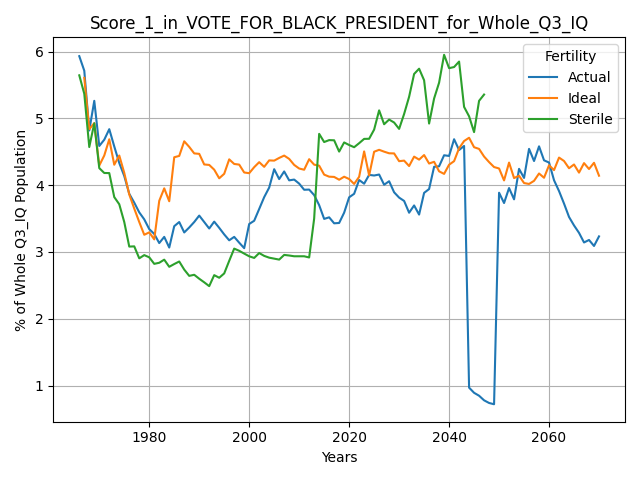 Score_1_in_VOTE_FOR_BLACK_PRESIDENT_for_Whole_Q3_IQ
% of Whole Q3_IQ Population
6
5
4
3
2
1
Fertility
Actual
Ideal
Sterile
1980 2000 2020 2040 2060
Years